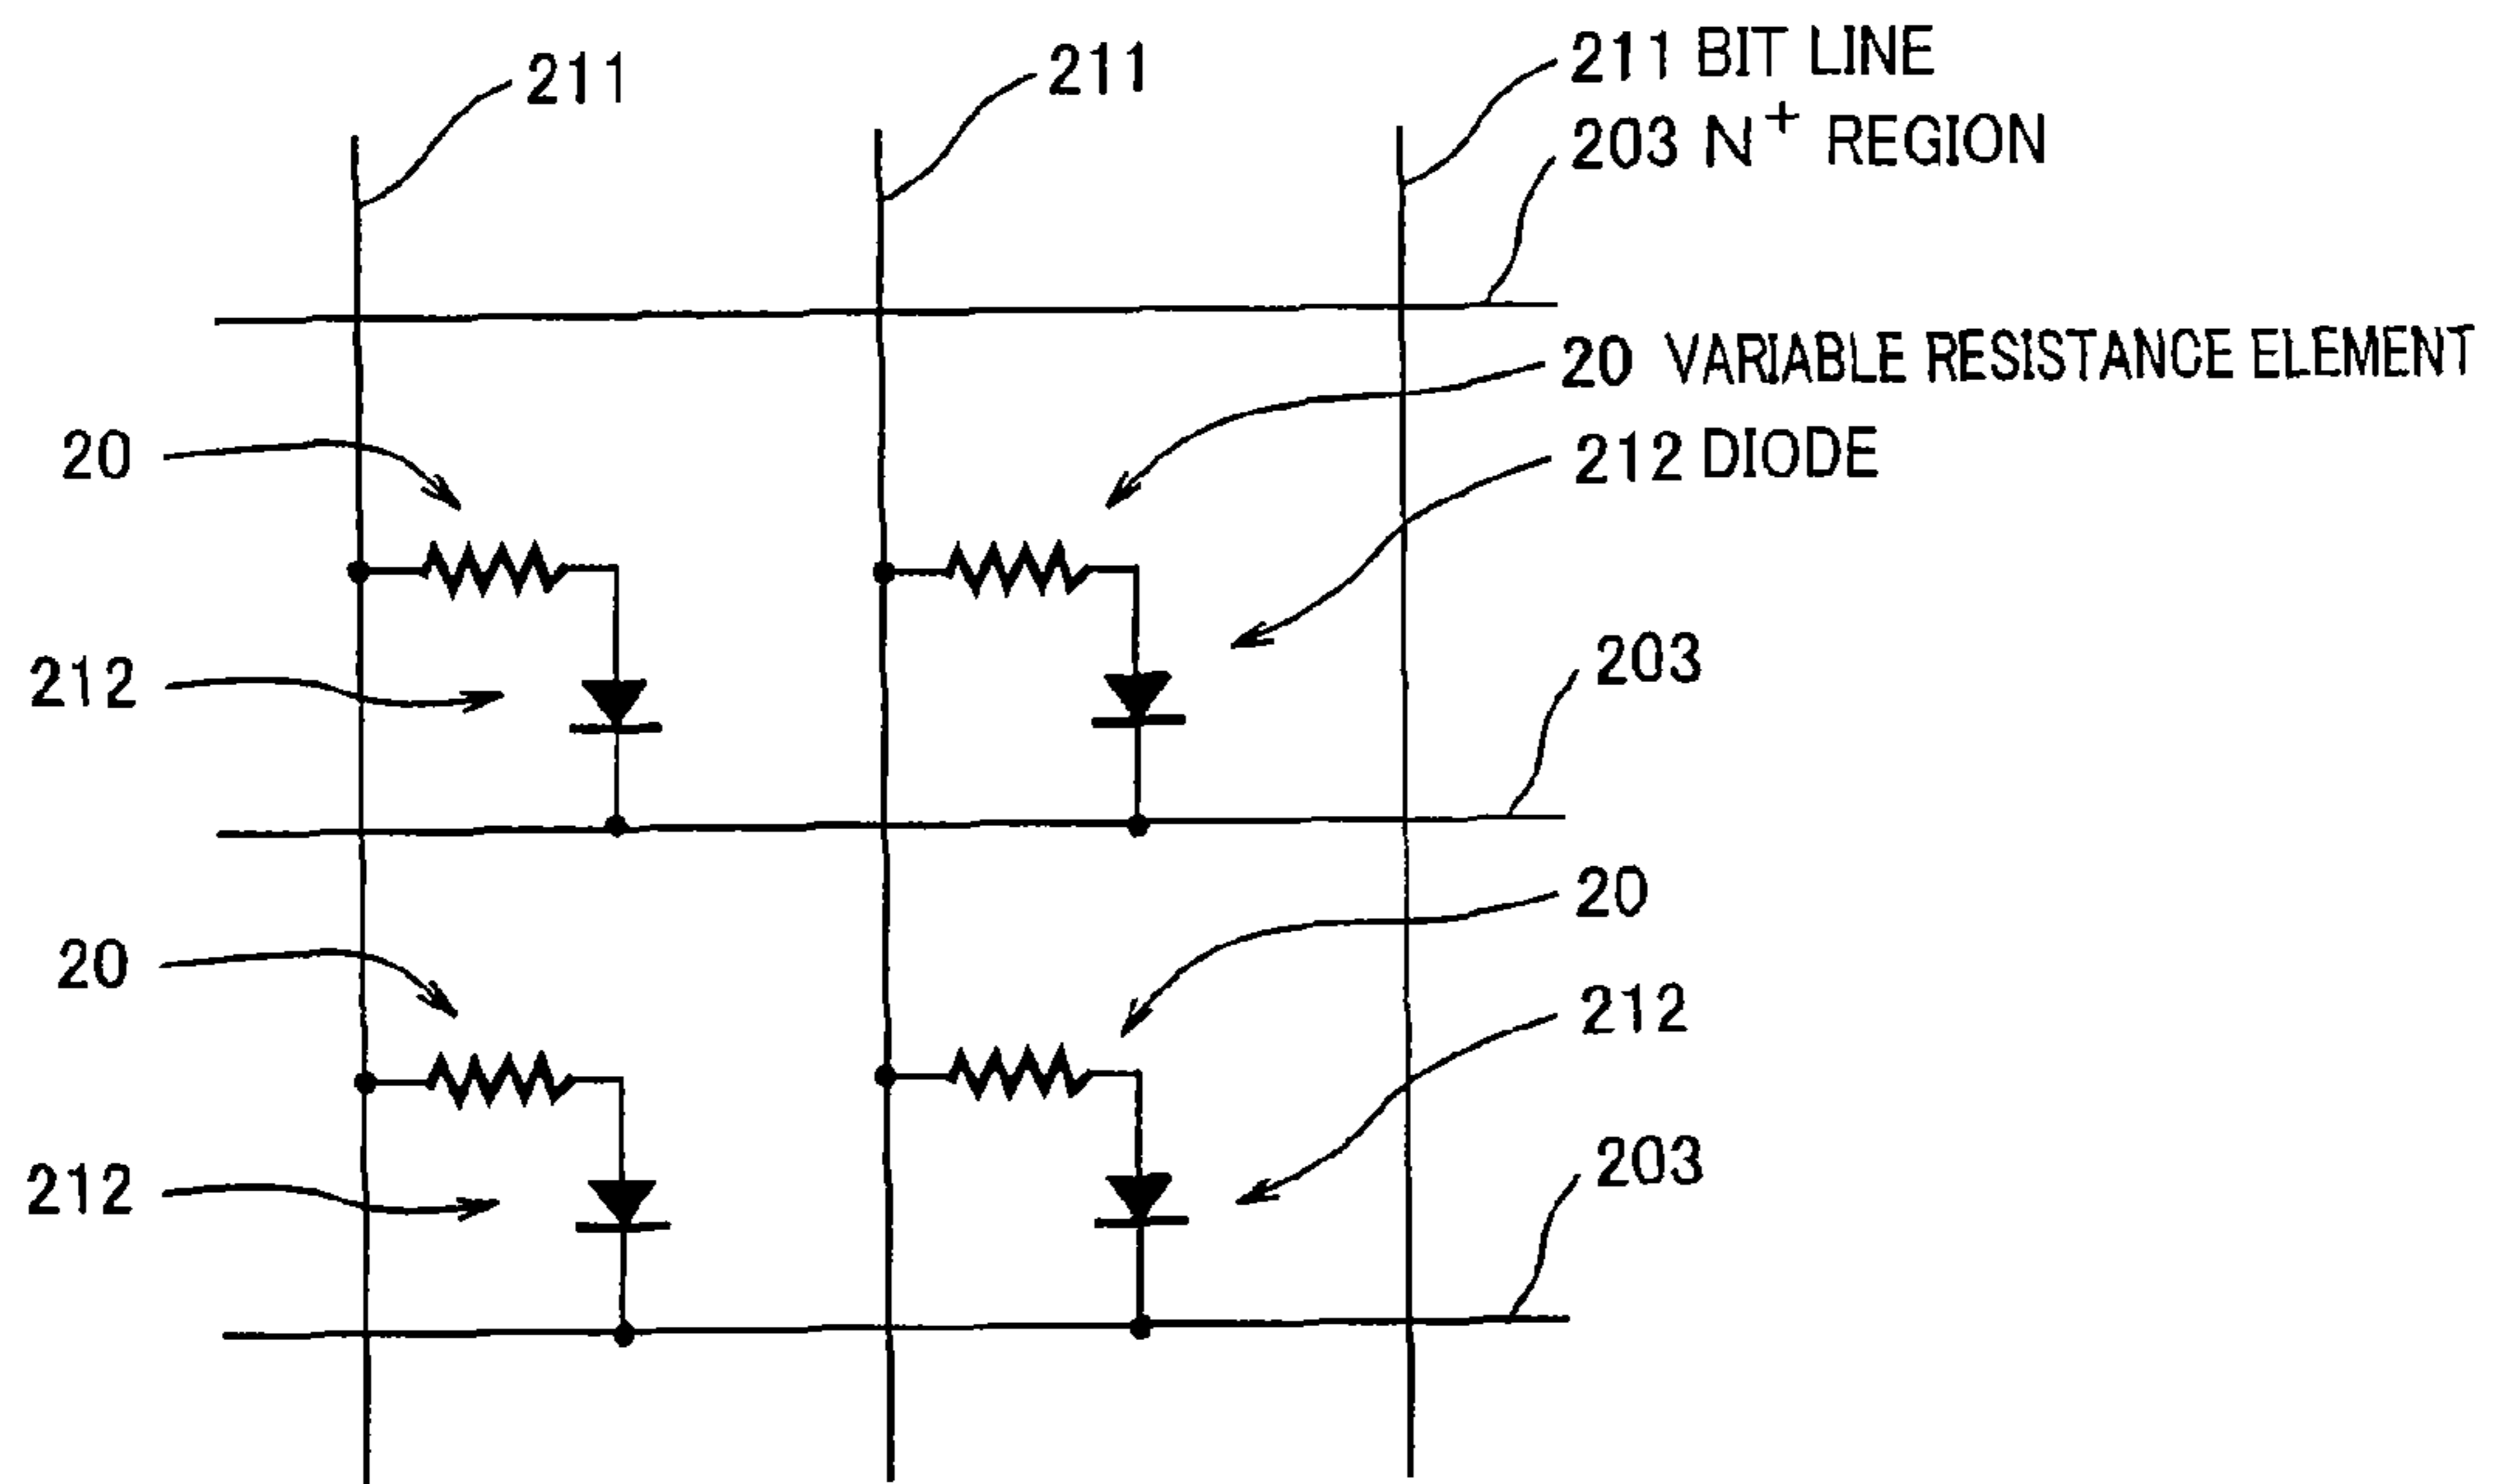 211
211
211 BIT LINE
203 N⁺ REGION
20 VARIABLE RESISTANCE ELEMENT
20
212 DIODE
212
203
20
20
212
212
203